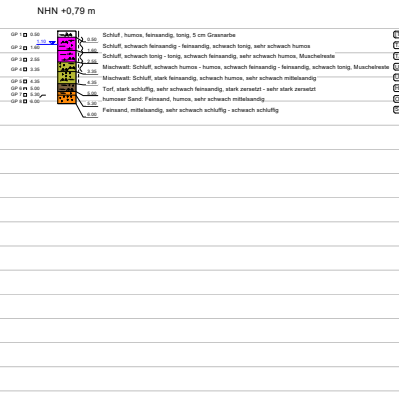 NHN +0,79 m
GP 1 0.50 0.50 Schluf, humos, feinsandig, tonig, 5 cm Grasnarbe
1.10
GP 2 1.60 1.60 Schluff, schwach feinsandig - feinsandig, schwach tonig, sehr schwach humos
GP 3 2.55 2.55 Schluff, schwach tonig - tonig, schwach feinsandig, sehr schwach humos, Muschelreste
GP 4 3.35 3.35 Mischwatt: Schluff, schwach humos - humos, schwach feinsandig - feinsandig, schwach tonig, Muschelreste
GP 5 4.35 4.35 Mischwatt: Schluff, stark feinsandig, schwach humos, sehr schwach mittelsandig
GP 6 5.00 5.00 Torf, stark schluffig, sehr schwach feinsandig, stark zersetzt - sehr stark zersetzt
GP 7 5.30 5.30 humoser Sand: Feinsand, humos, sehr schwach mittelsandig
GP 8 6.00 6.00 Feinsand, mittelsandig, sehr schwach schluffig - schwach schluffig